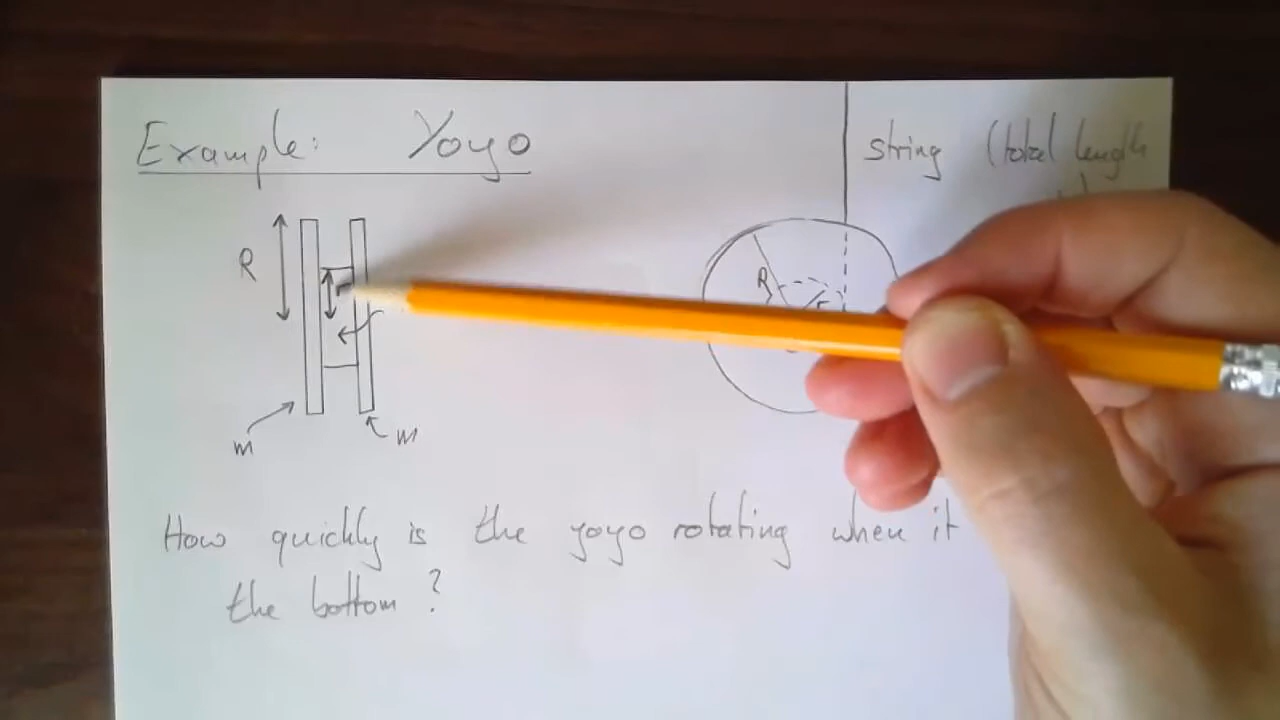 Example: Yoyo
string (total length
R
r
R
r
m
m
How quickly is the yoyo rotating when it
the bottom?